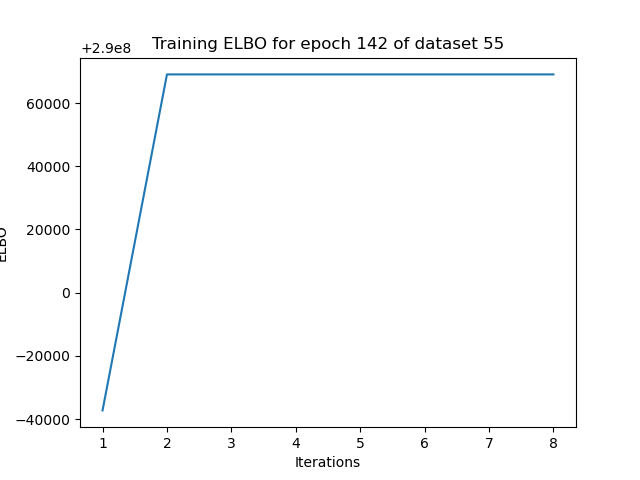 Training ELBO for epoch 142 of dataset 55
+2.9e8
60000
40000
20000
0
−20000
−40000
ELBO
1 2 3 4 5 6 7 8
Iterations